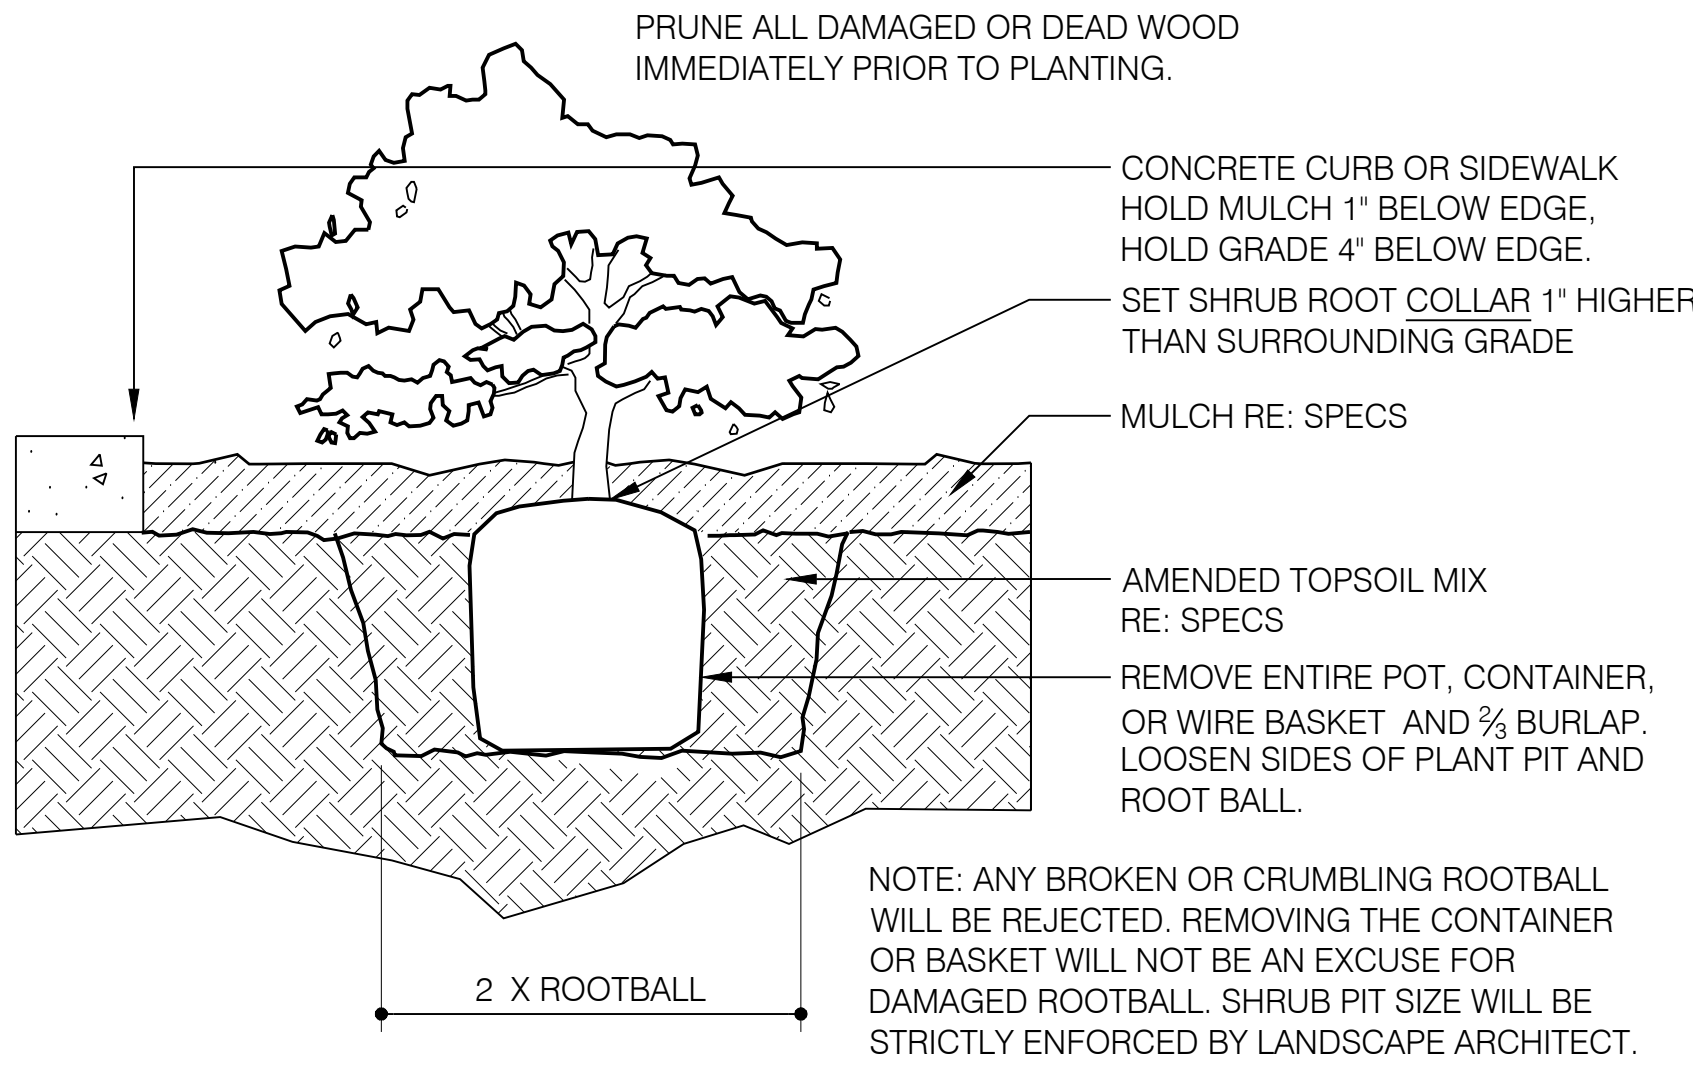 PRUNE ALL DAMAGED OR DEAD WOOD
IMMEDIATELY PRIOR TO PLANTING.
CONCRETE CURB OR SIDEWALK
HOLD MULCH 1" BELOW EDGE,
HOLD GRADE 4" BELOW EDGE.
SET SHRUB ROOT COLLAR 1" HIGHER
THAN SURROUNDING GRADE
MULCH RE: SPECS
AMENDED TOPSOIL MIX
RE: SPECS
REMOVE ENTIRE POT, CONTAINER,
OR WIRE BASKET AND ⅔ BURLAP.
LOOSEN SIDES OF PLANT PIT AND
ROOT BALL.
NOTE: ANY BROKEN OR CRUMBLING ROOTBALL
WILL BE REJECTED. REMOVING THE CONTAINER
OR BASKET WILL NOT BE AN EXCUSE FOR
DAMAGED ROOTBALL. SHRUB PIT SIZE WILL BE
STRICTLY ENFORCED BY LANDSCAPE ARCHITECT.
2 X ROOTBALL